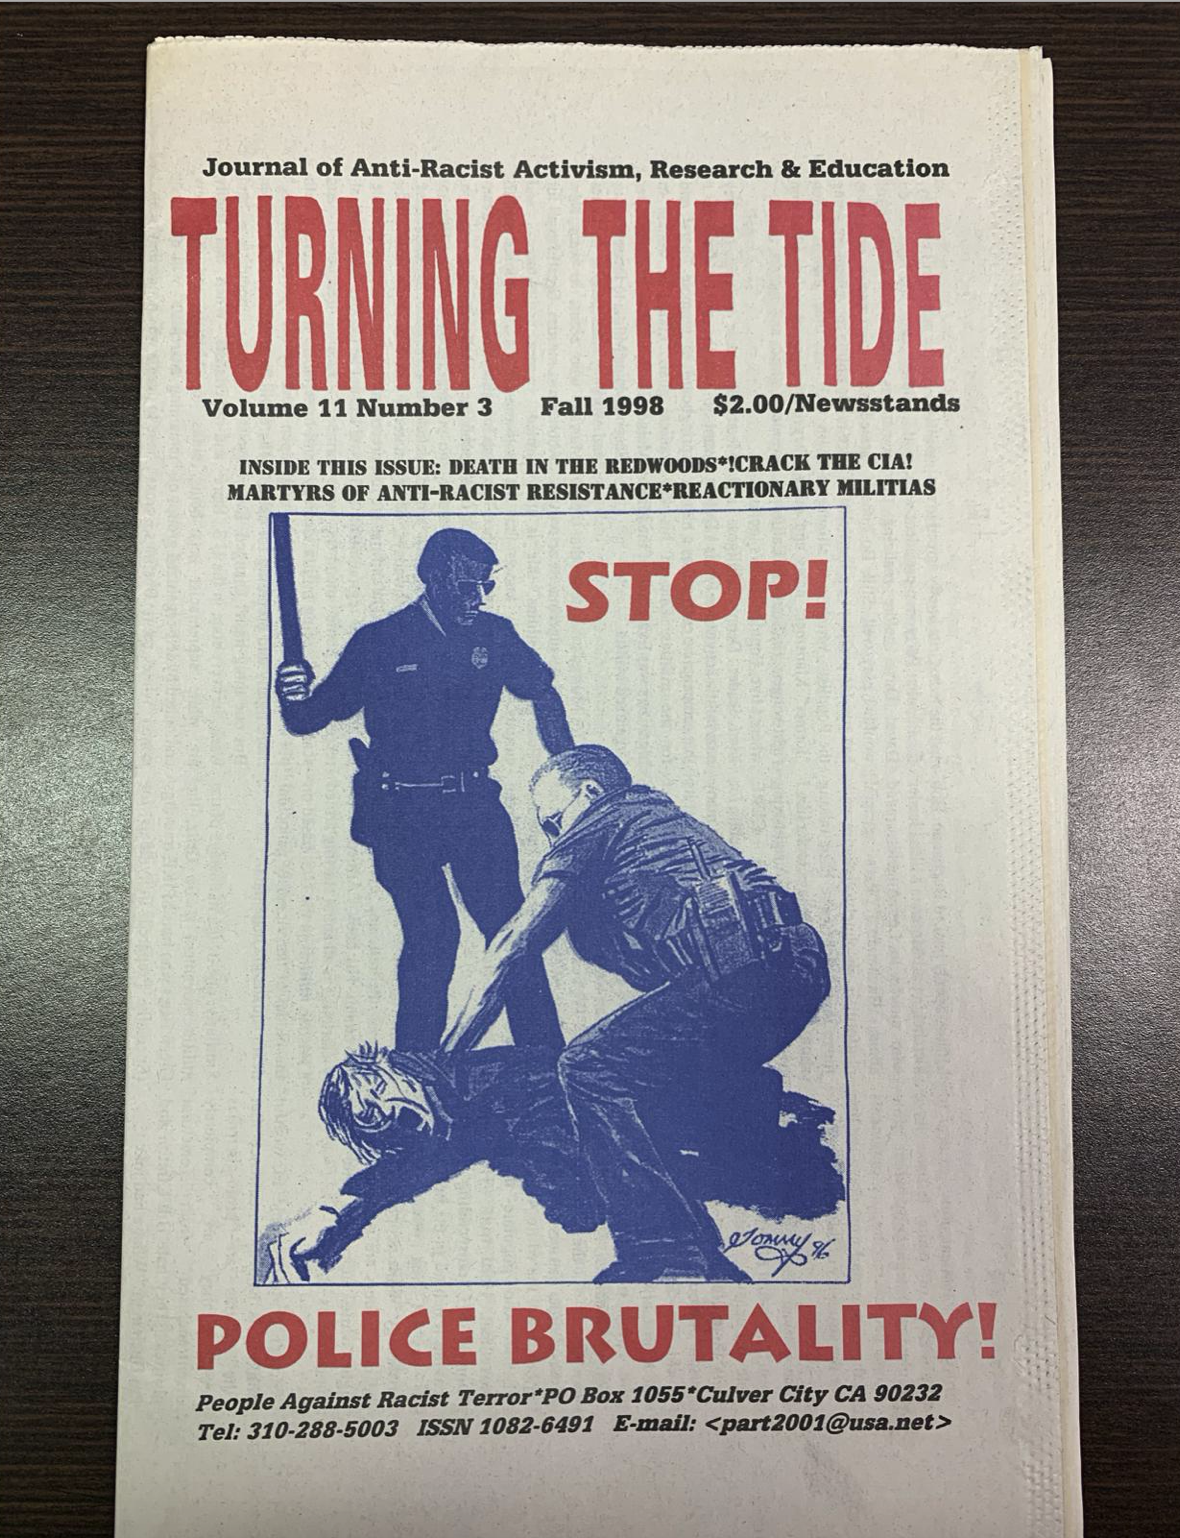 Journal of Anti-Racist Activism, Research & Education
TURNING THE TIDE
Volume 11 Number 3 Fall 1998 $2.00/Newsstands
INSIDE THIS ISSUE: DEATH IN THE REDWOODS*!CRACK THE CIA!
MARTYRS OF ANTI-RACIST RESISTANCE*REACTIONARY MILITIAS
STOP!
Tommy 96
POLICE BRUTALITY!
People Against Racist Terror*PO Box 1055*Culver City CA 90232
Tel: 310-288-5003 ISSN 1082-6491 E-mail: <part2001@usa.net>